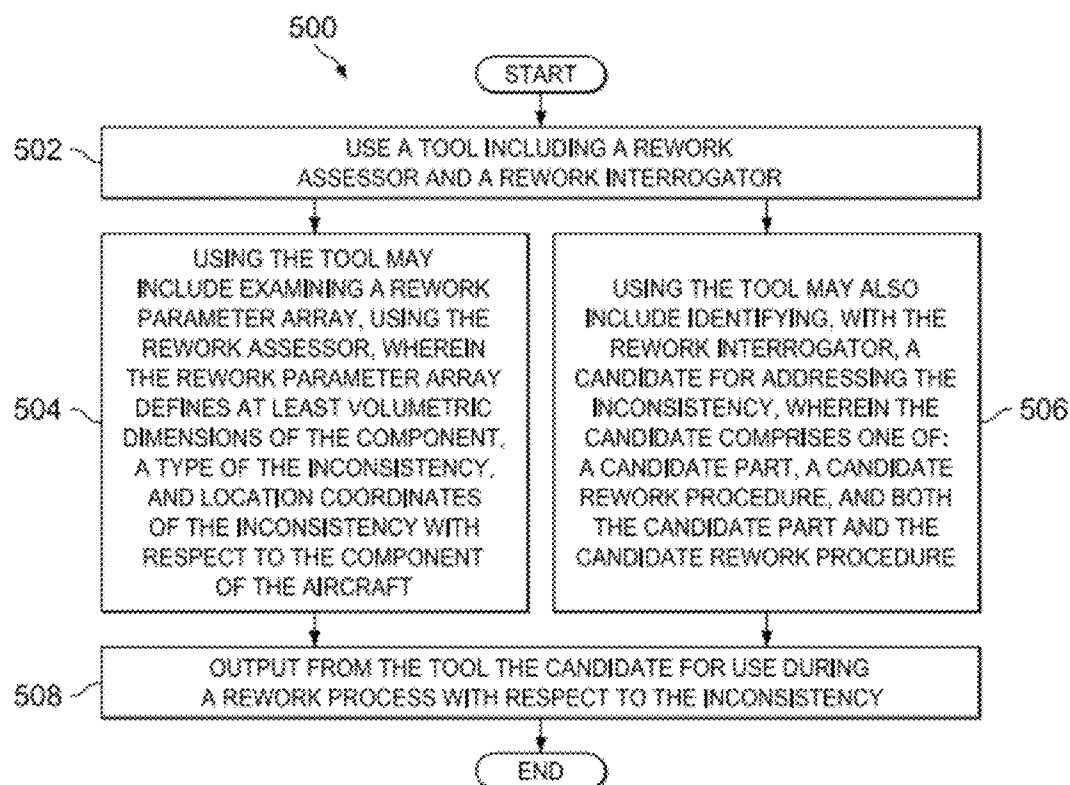 500
START
502
USE A TOOL INCLUDING A REWORK
ASSESSOR AND A REWORK INTERROGATOR
504
USING THE TOOL MAY
INCLUDE EXAMINING A REWORK
PARAMETER ARRAY, USING THE
REWORK ASSESSOR, WHEREIN
THE REWORK PARAMETER ARRAY
DEFINES AT LEAST VOLUMETRIC
DIMENSIONS OF THE COMPONENT,
A TYPE OF THE INCONSISTENCY,
AND LOCATION COORDINATES
OF THE INCONSISTENCY WITH
RESPECT TO THE COMPONENT
OF THE AIRCRAFT
USING THE TOOL MAY ALSO
INCLUDE IDENTIFYING, WITH THE
REWORK INTERROGATOR, A
CANDIDATE FOR ADDRESSING THE
INCONSISTENCY, WHEREIN THE
CANDIDATE COMPRISES ONE OF:
A CANDIDATE PART, A CANDIDATE
REWORK PROCEDURE, AND BOTH
THE CANDIDATE PART AND THE
CANDIDATE REWORK PROCEDURE
506
508
OUTPUT FROM THE TOOL THE CANDIDATE FOR USE DURING
A REWORK PROCESS WITH RESPECT TO THE INCONSISTENCY
END